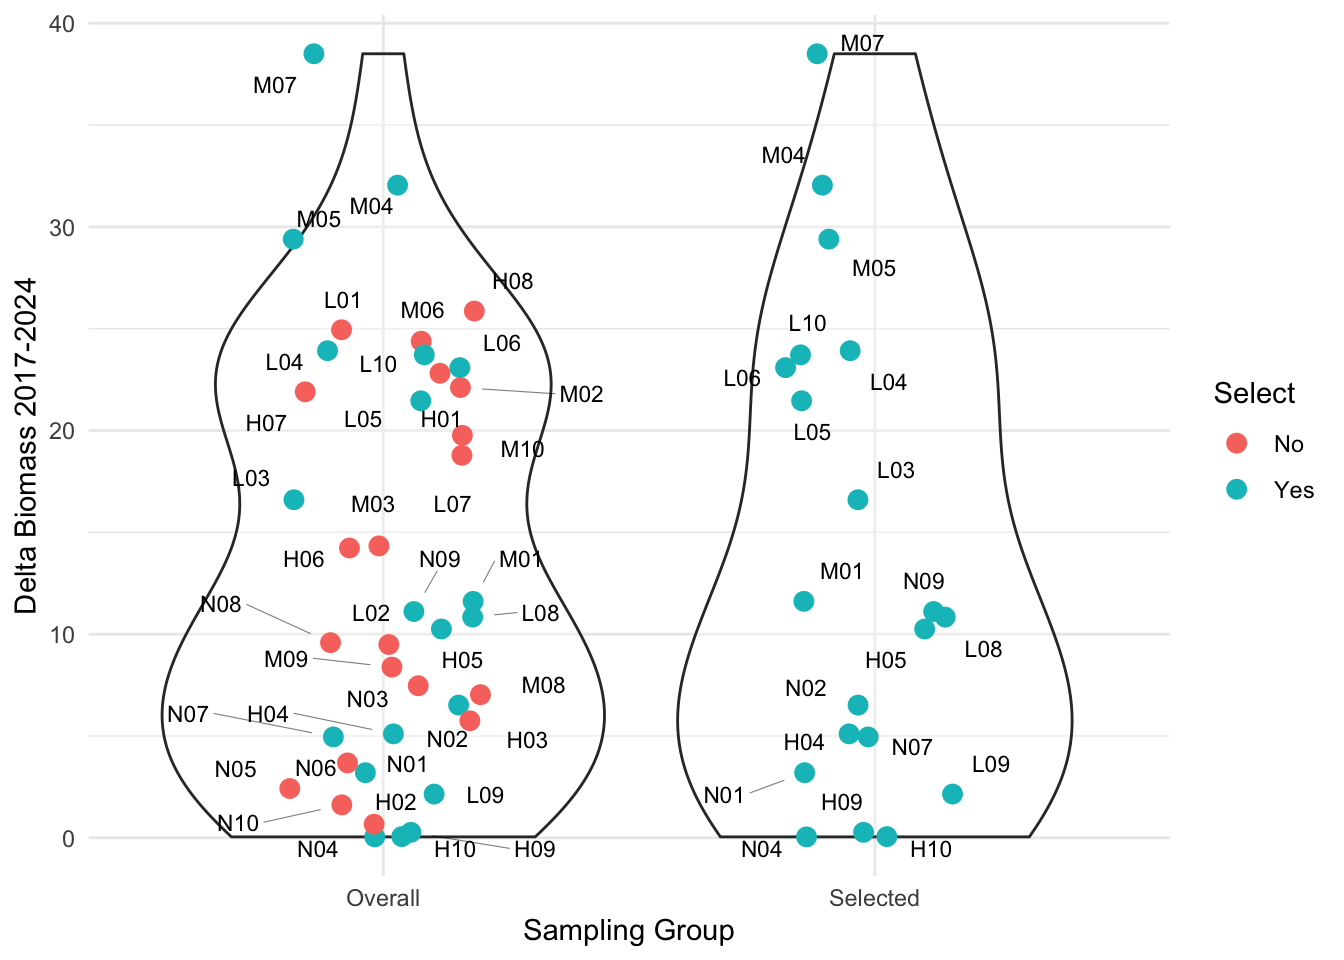 40
M07
M07
M04
M04
M05
30
M05
H08
L01
M06
L10
L06
L04
L10
L06
L04
M02
L05
H01
H07
20
L05
M10
L03
L03
M03
L07
H06
N09
M01
M01
N09
N08
L02
L08
10
L08
M09
H05
H05
M08
N02
N03
N07
H04
N02
H03
H04
N07
N05
N06
N01
L09
L09
N01
H02
H09
N10
0
N04
H10
H09
N04
H10
Overall
Selected
Sampling Group
Delta Biomass 2017-2024
Select
No
Yes